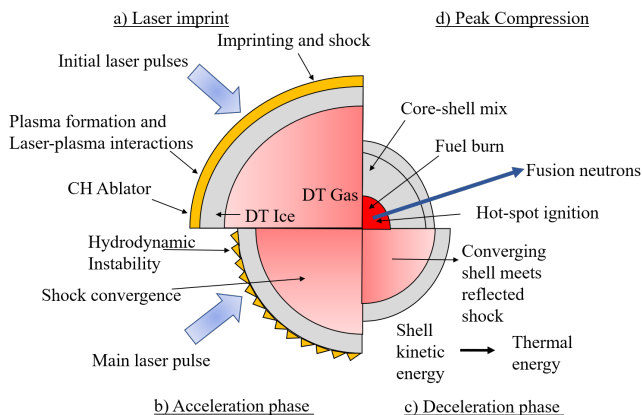 a) Laser imprint
d) Peak Compression
Imprinting and shock
Initial laser pulses
Core-shell mix
Plasma formation and
Laser-plasma interactions
Fuel burn
Fusion neutrons
CH Ablator
DT Gas
DT Ice
Hot-spot ignition
Hydrodynamic
Instability
Converging
shell meets
reflected
shock
Shock convergence
Main laser pulse
Shell
kinetic
energy
Thermal
energy
b) Acceleration phase
c) Deceleration phase